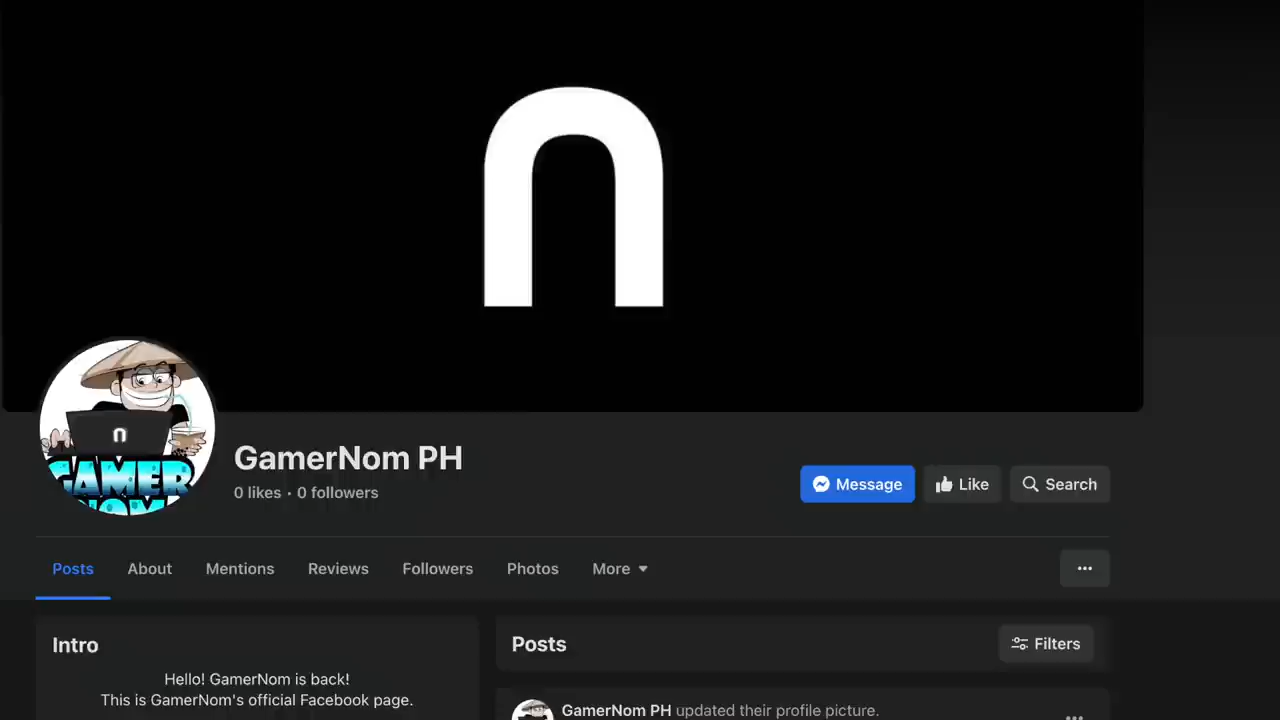 n
n
GAMER
NOM
GamerNom PH
0 likes • 0 followers
Message
Like
Search
Posts
About
Mentions
Reviews
Followers
Photos
More
Intro
Hello! GamerNom is back!
This is GamerNom's official Facebook page.
Posts
Filters
GamerNom PH updated their profile picture.